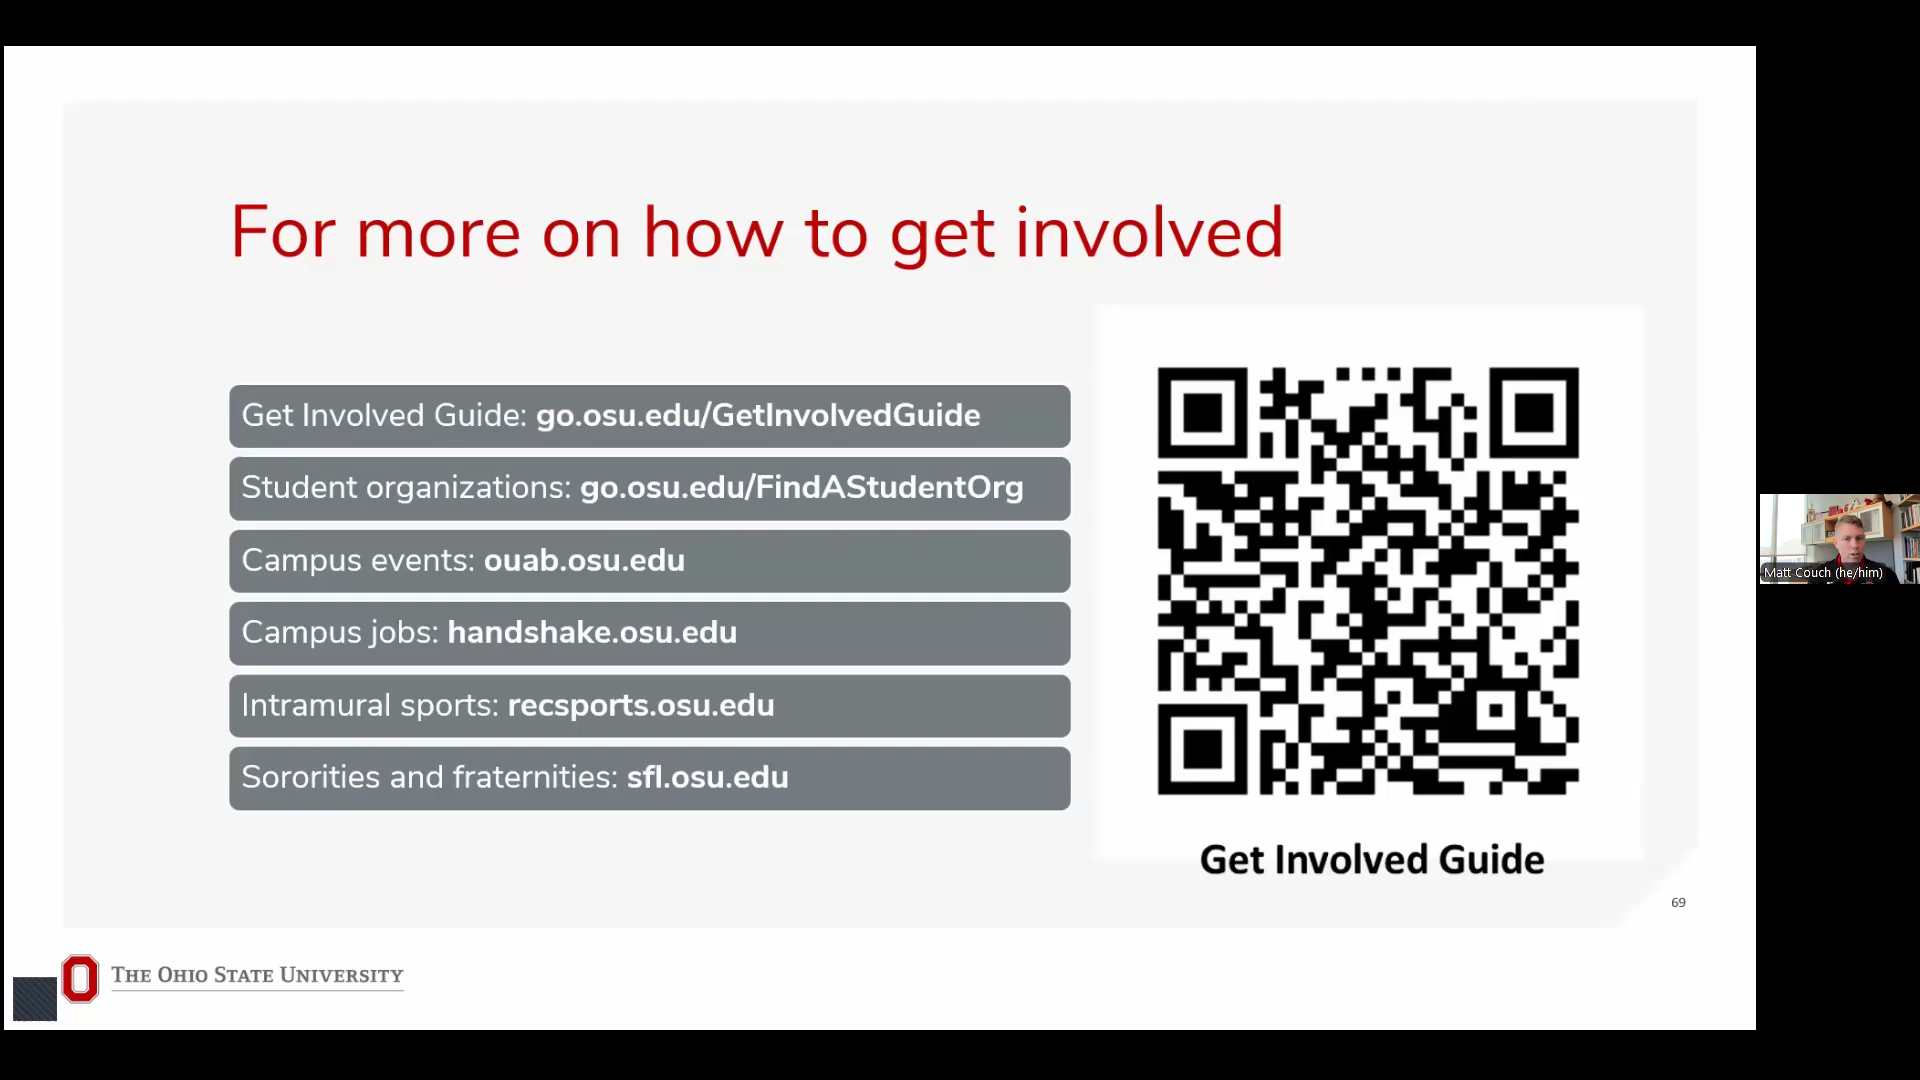 For more on how to get involved
Get Involved Guide: go.osu.edu/GetInvolvedGuide
Student organizations: go.osu.edu/FindAStudentOrg
Campus events: ouab.osu.edu
Campus jobs: handshake.osu.edu
Intramural sports: recsports.osu.edu
Sororities and fraternities: sfl.osu.edu
Get Involved Guide
69
THE OHIO STATE UNIVERSITY
Matt Couch (he/him)